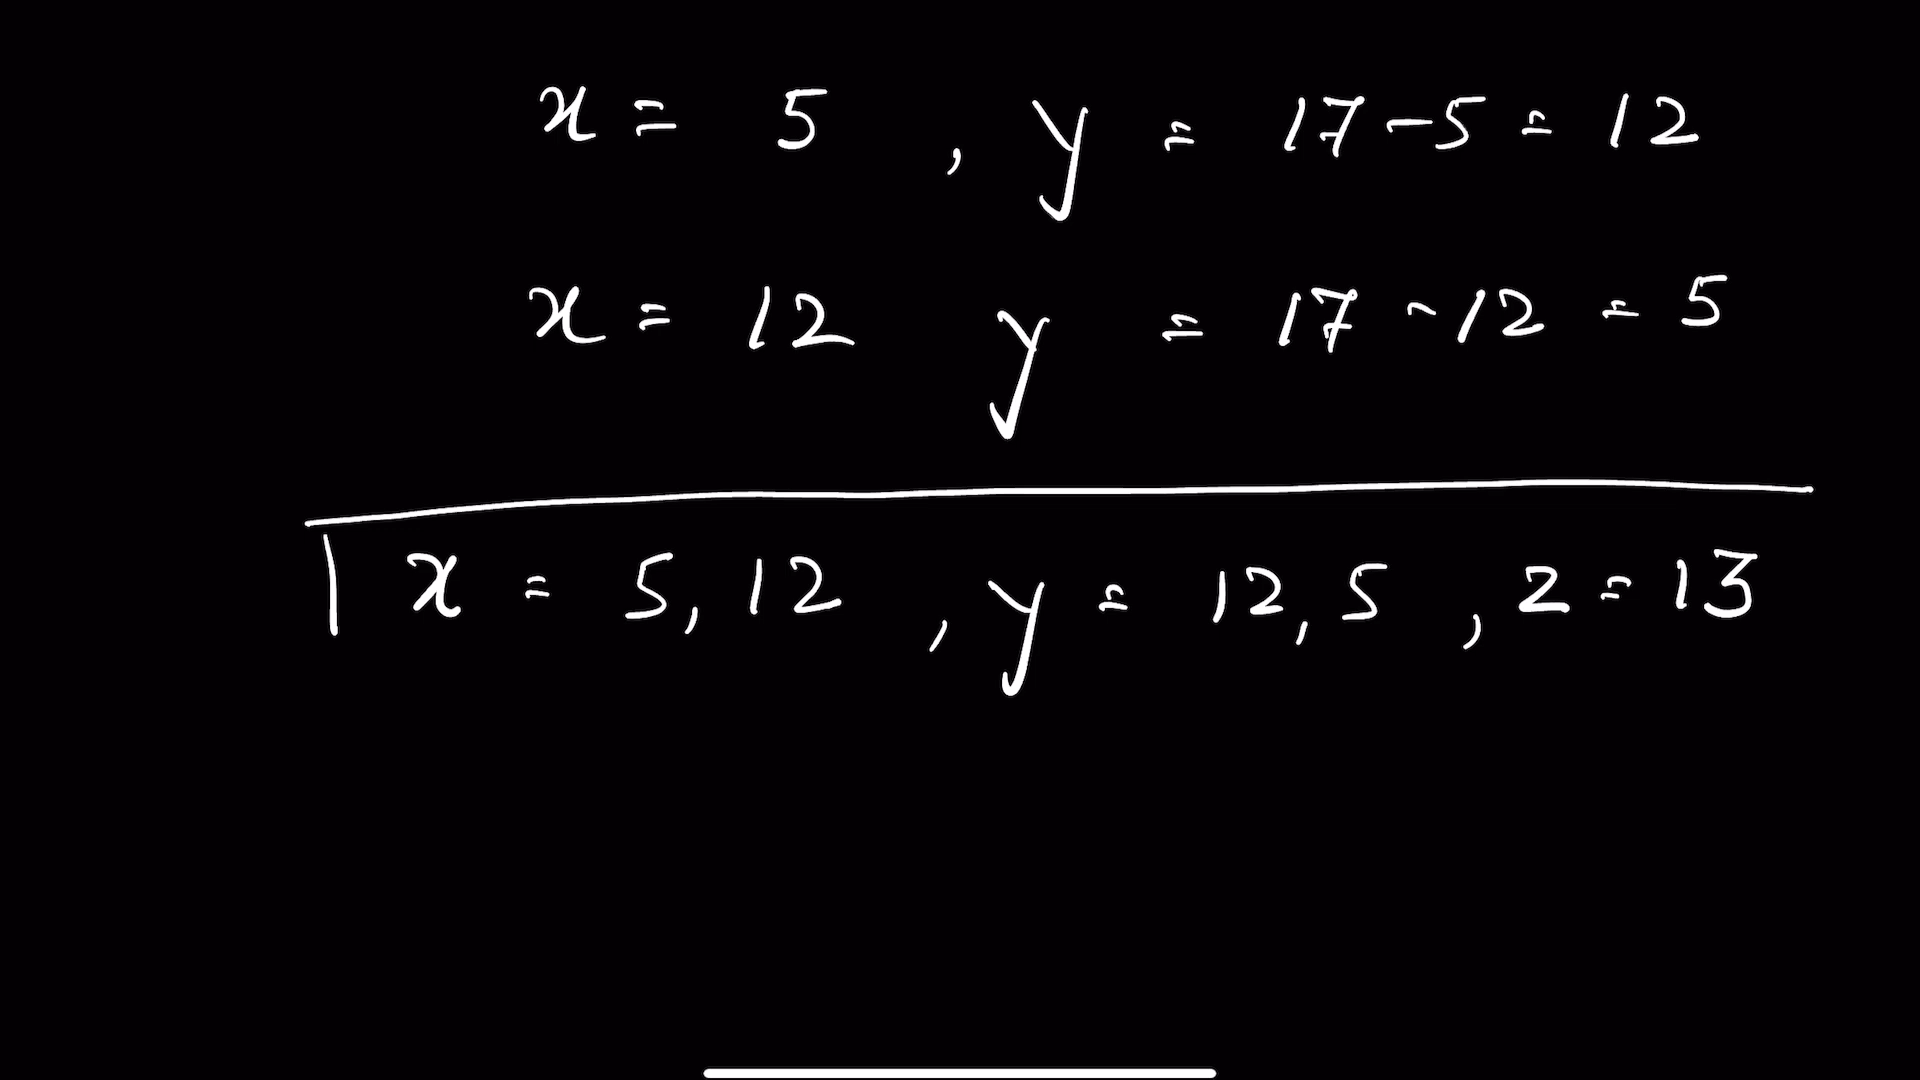 x = 5 , y = 17 - 5 = 12
x = 12 y = 17 - 12 = 5
x = 5, 12 , y = 12, 5 , z = 13